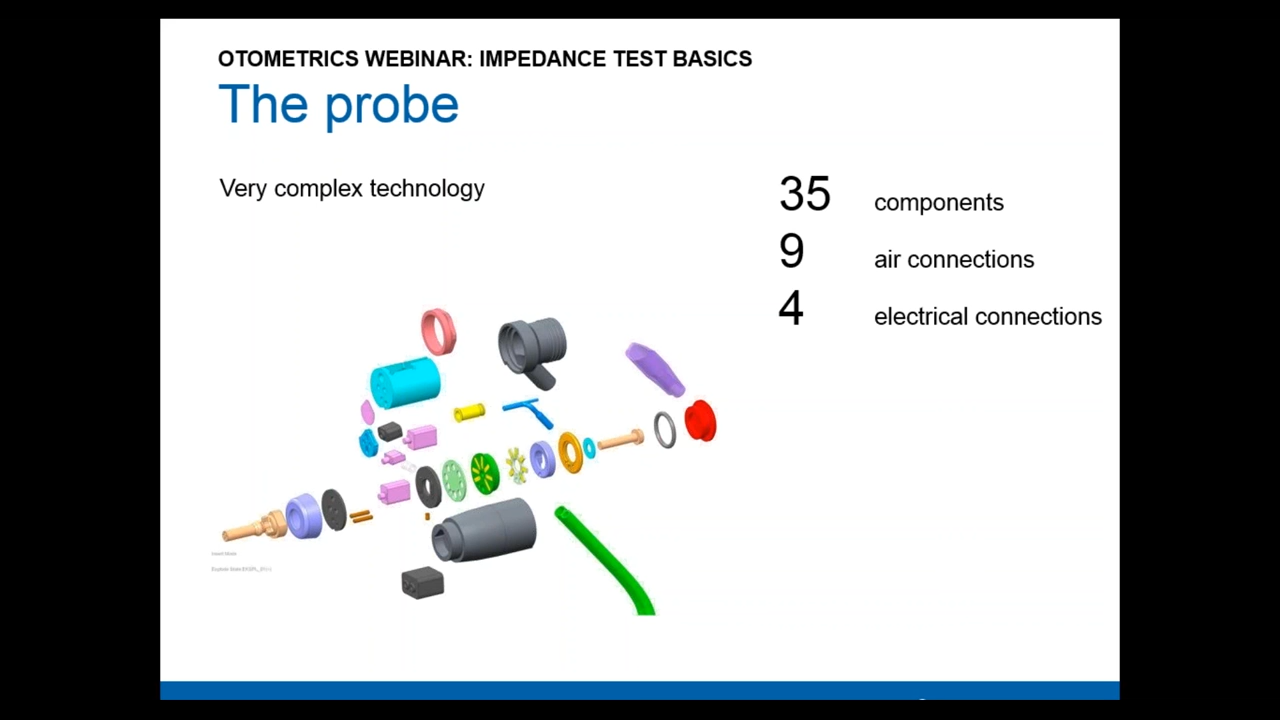 OTOMETRICS WEBINAR: IMPEDANCE TEST BASICS
The probe
Very complex technology
35 components
9 air connections
4 electrical connections